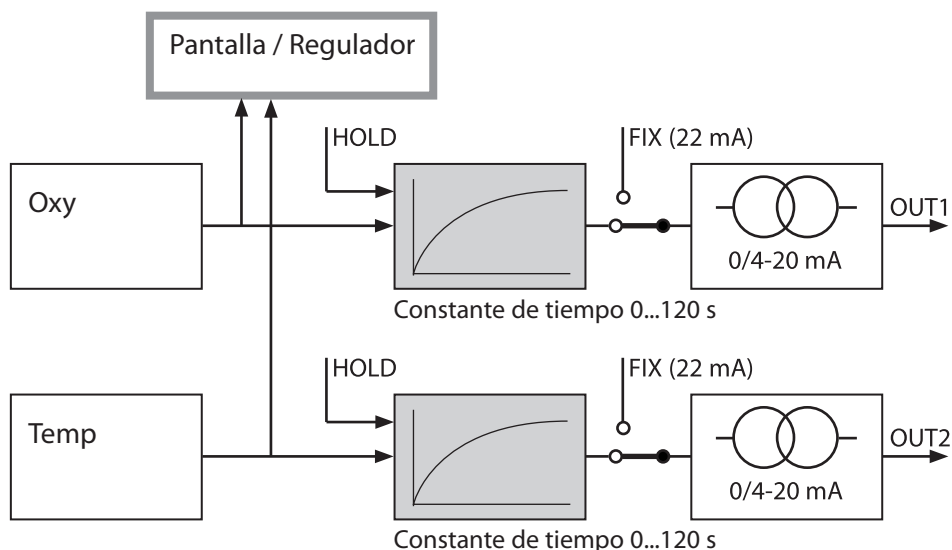 Pantalla / Regulador
HOLD
FIX (22 mA)
Oxy
OUT1
0/4-20 mA
Constante de tiempo 0...120 s
HOLD
FIX (22 mA)
Temp
OUT2
0/4-20 mA
Constante de tiempo 0...120 s